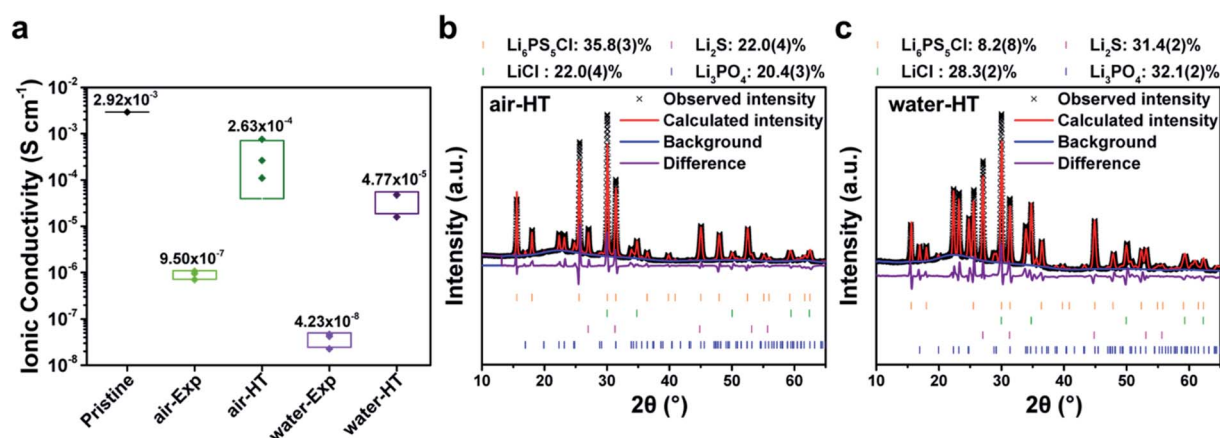 a
Ionic Conductivity (S cm⁻¹)
10⁻²
10⁻³
10⁻⁴
10⁻⁵
10⁻⁶
10⁻⁷
10⁻⁸
2.92x10⁻³
9.50x10⁻⁷
2.63x10⁻⁴
4.23x10⁻⁸
4.77x10⁻⁵
Pristine
air-Exp
air-HT
water-Exp
water-HT
b
Li₆PS₅Cl: 35.8(3)%
Li₂S: 22.0(4)%
LiCl : 22.0(4)%
Li₃PO₄: 20.4(3)%
air-HT
Observed intensity
Calculated intensity
Background
Difference
Intensity (a.u.)
10 20 30 40 50 60
2θ (°)
c
Li₆PS₅Cl: 8.2(8)%
Li₂S: 31.4(2)%
LiCl : 28.3(2)%
Li₃PO₄: 32.1(2)%
water-HT
Observed intensity
Calculated intensity
Background
Difference
Intensity (a.u.)
10 20 30 40 50 60
2θ (°)